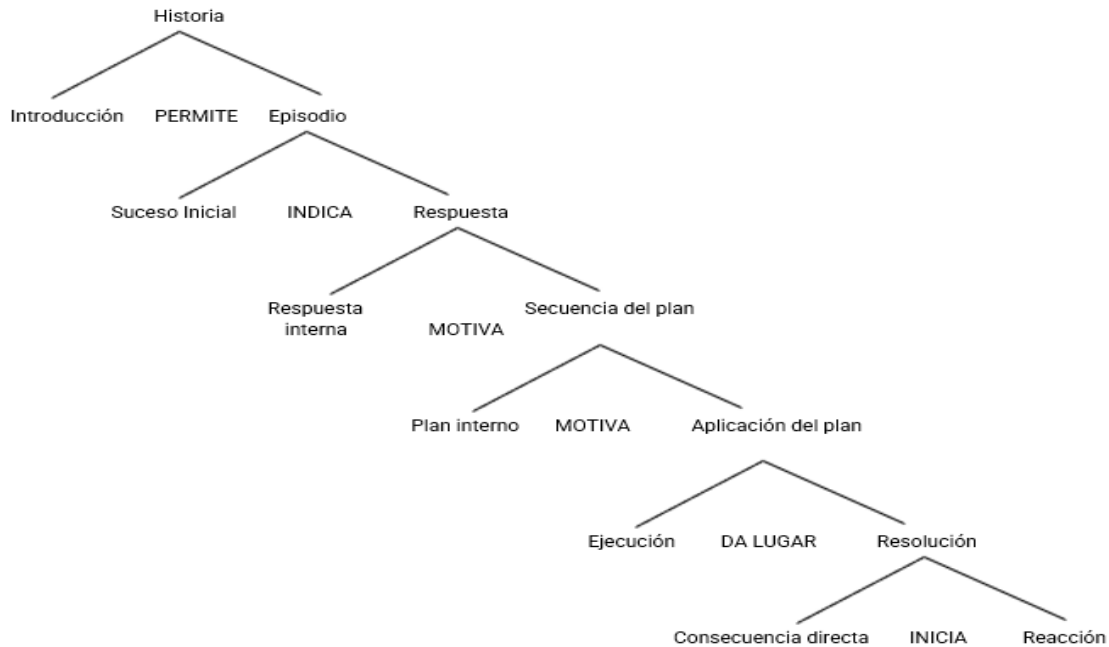 Historia
Introducción PERMITE Episodio
Suceso Inicial INDICA Respuesta
Respuesta
interna
MOTIVA
Secuencia del plan
Plan interno MOTIVA Aplicación del plan
Ejecución DA LUGAR Resolución
Consecuencia directa INICIA Reacción